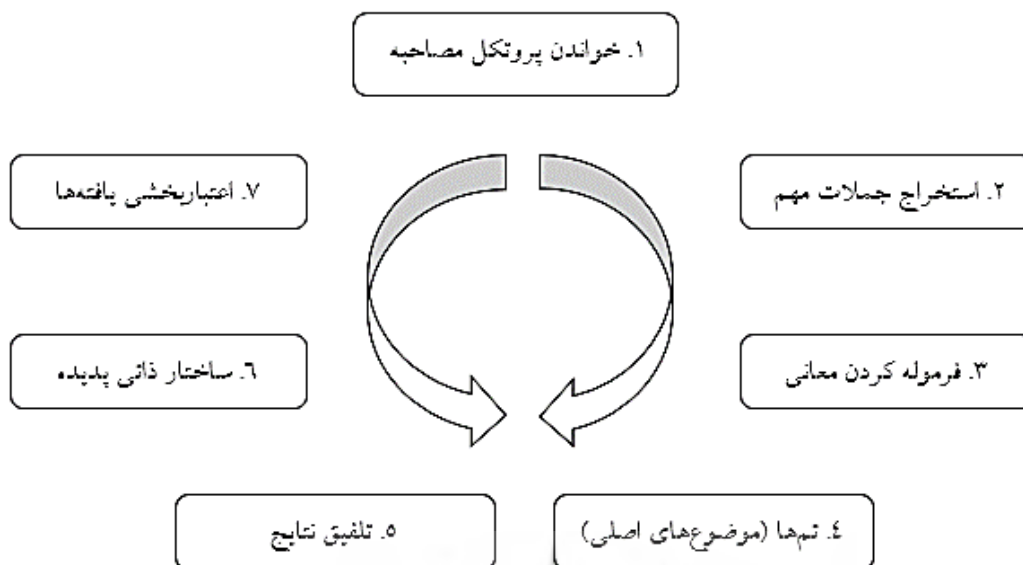 ۱. خواندن پروتکل مصاحبه
۲. استخراج جملات مهم
۳. فرموله کردن معانی
۴. تم‌ها (موضوع‌های اصلی)
۵. تلفیق نتایج
۶. ساختار ذاتی پدیده
۷. اعتباربخشی یافته‌ها